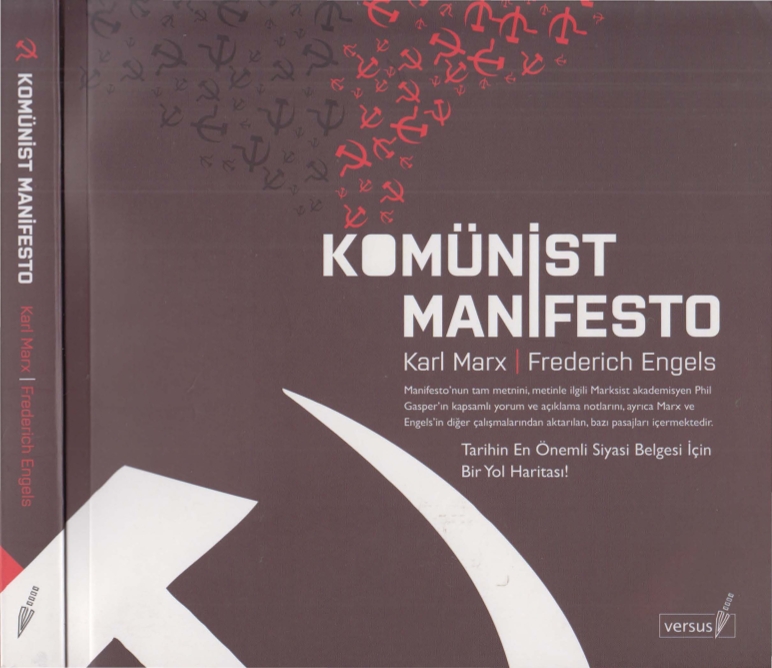 KOMÜNİST MANİFESTO
Karl Marx | Frederich Engels
KOMÜNİST
MANİFESTO
Karl Marx | Frederich Engels
Manifesto'nun tam metnini, metinle ilgili Marksist akademisyen Phil
Gasper'ın kapsamlı yorum ve açıklama notlarını, ayrıca Marx ve
Engels'in diğer çalışmalarından aktarılan, bazı pasajları içermektedir.
Tarihin En Önemli Siyasi Belgesi İçin
Bir Yol Haritası!
versus